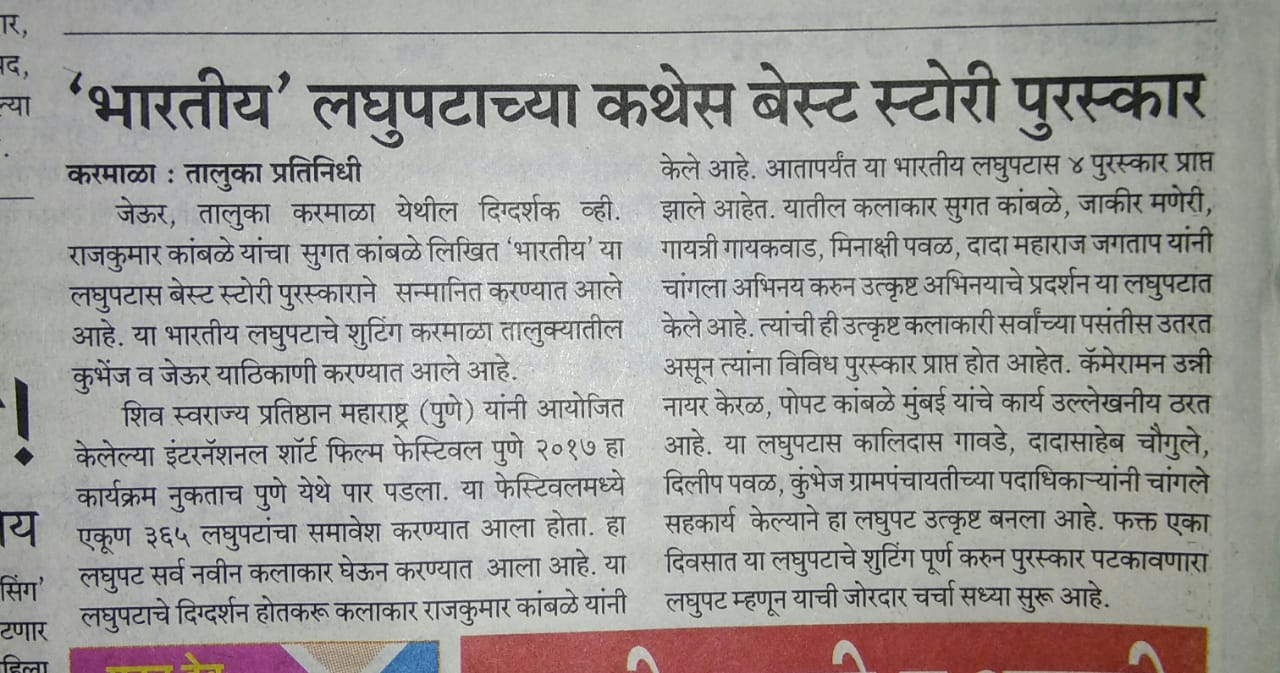 'भारतीय' लघुपटाच्या कथेस बेस्ट स्टोरी पुरस्कार
करमाळा : तालुका प्रतिनिधी
जेऊर, तालुका करमाळा येथील दिग्दर्शक व्ही.
राजकुमार कांबळे यांचा सुगत कांबळे लिखित 'भारतीय' या
लघुपटास बेस्ट स्टोरी पुरस्काराने सन्मानित करण्यात आले
आहे. या भारतीय लघुपटाचे शुटिंग करमाळा तालुक्यातील
कुभेंज व जेऊर याठिकाणी करण्यात आले आहे.
शिव स्वराज्य प्रतिष्ठान महाराष्ट्र (पुणे) यांनी आयोजित
केलेल्या इंटरनॅशनल शॉर्ट फिल्म फेस्टिवल पुणे २०१७ हा
कार्यक्रम नुकताच पुणे येथे पार पडला. या फेस्टिवलमध्ये
एकूण ३६५ लघुपटांचा समावेश करण्यात आला होता. हा
लघुपट सर्व नवीन कलाकार घेऊन करण्यात आला आहे. या
लघुपटाचे दिग्दर्शन होतकरू कलाकार राजकुमार कांबळे यांनी
केले आहे. आतापर्यंत या भारतीय लघुपटास ४ पुरस्कार प्राप्त
झाले आहेत. यातील कलाकार सुगत कांबळे, जाकीर मणेरी,
गायत्री गायकवाड, मिनाक्षी पवळ, दादा महाराज जगताप यांनी
चांगला अभिनय करुन उत्कृष्ट अभिनयाचे प्रदर्शन या लघुपटात
केले आहे. त्यांची ही उत्कृष्ट कलाकारी सर्वांच्या पसंतीस उतरत
असून त्यांना विविध पुरस्कार प्राप्त होत आहेत. कॅमेरामन उन्नी
नायर केरळ, पोपट कांबळे मुंबई यांचे कार्य उल्लेखनीय ठरत
आहे. या लघुपटास कालिदास गावडे, दादासाहेब चौगुले,
दिलीप पवळ, कुंभेज ग्रामपंचायतीच्या पदाधिकाऱ्यांनी चांगले
सहकार्य केल्याने हा लघुपट उत्कृष्ट बनला आहे. फक्त एका
दिवसात या लघुपटाचे शुटिंग पूर्ण करुन पुरस्कार पटकावणारा
लघुपट म्हणून याची जोरदार चर्चा सध्या सुरू आहे.